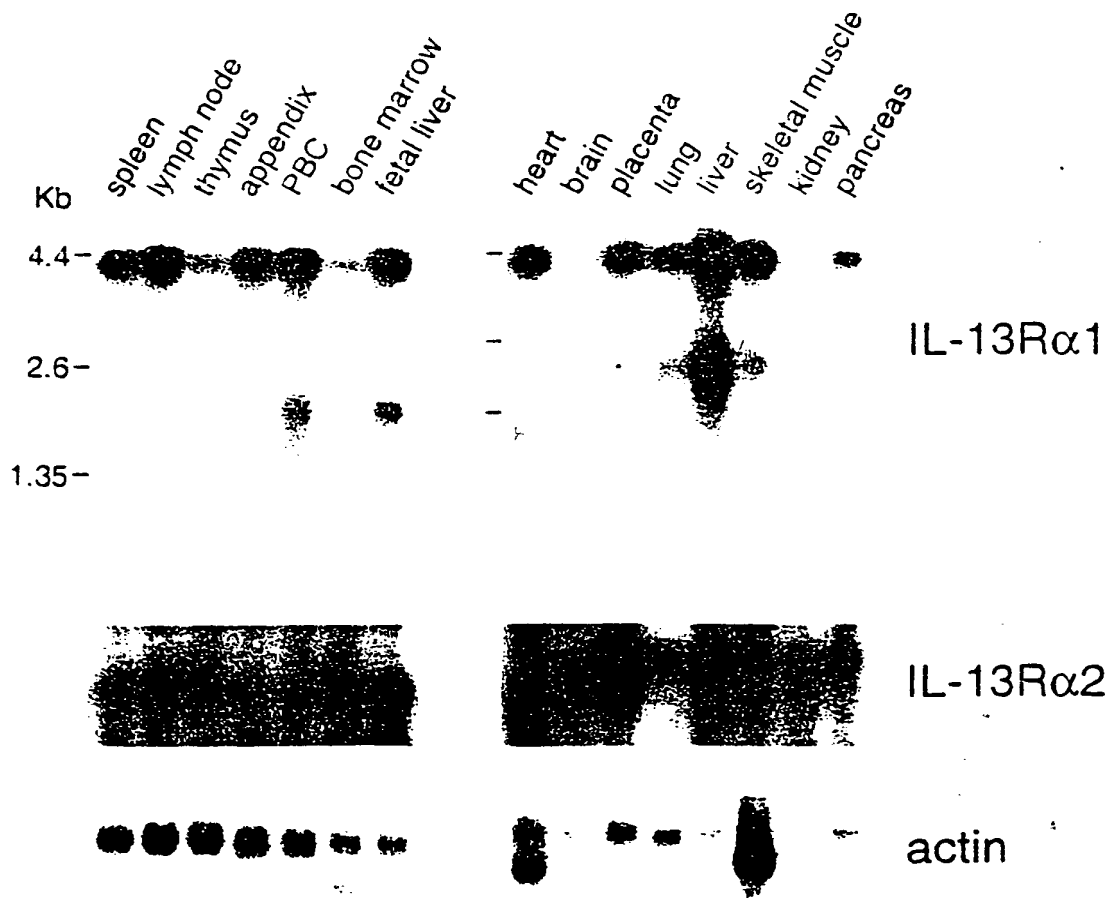 spleen
lymph node
thymus
appendix
PBC
bone marrow
fetal liver
heart
brain
placenta
lung
liver
skeletal muscle
kidney
pancreas
Kb
4.4
2.6
1.35
IL-13Rα1
IL-13Rα2
actin